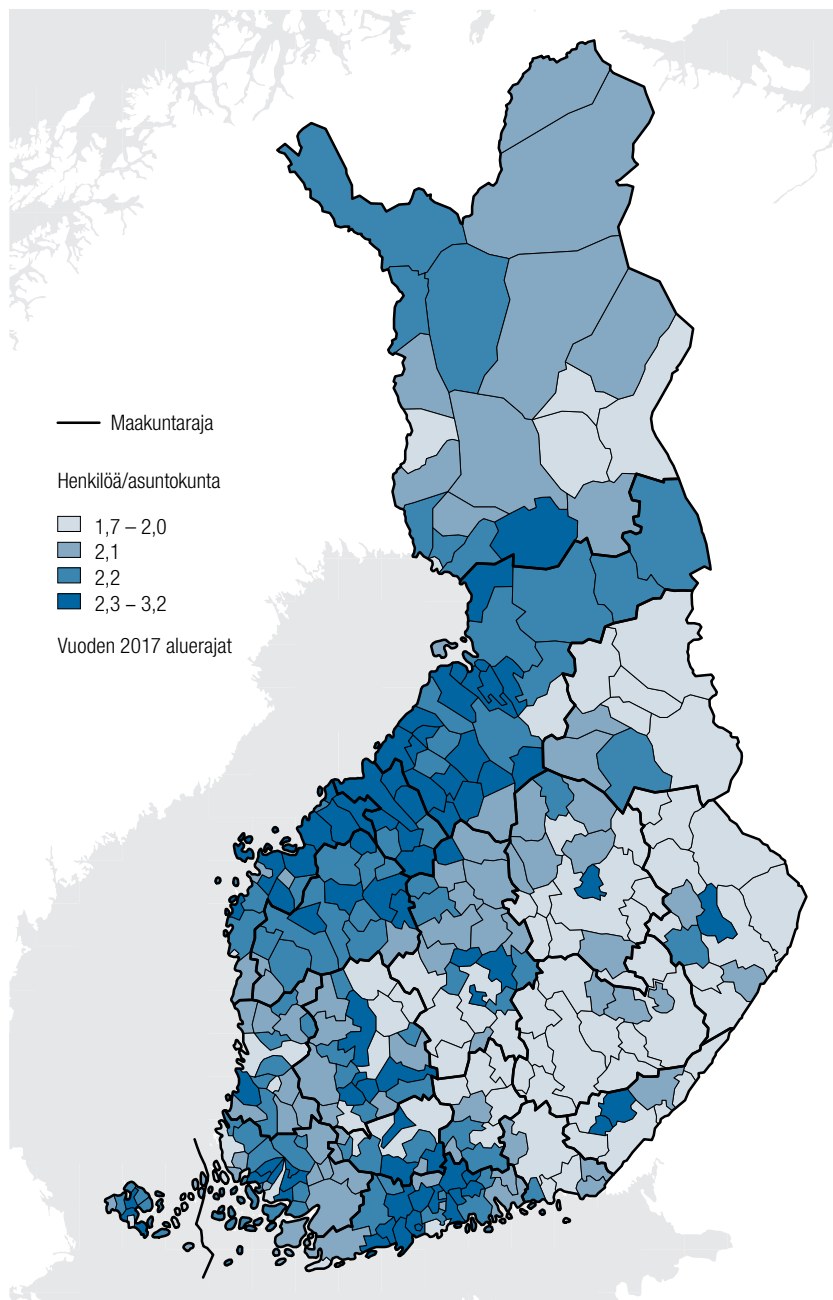 Maakuntaraja
Henkilöä/asuntokunta
1,7 – 2,0
2,1
2,2
2,3 – 3,2
Vuoden 2017 aluerajat